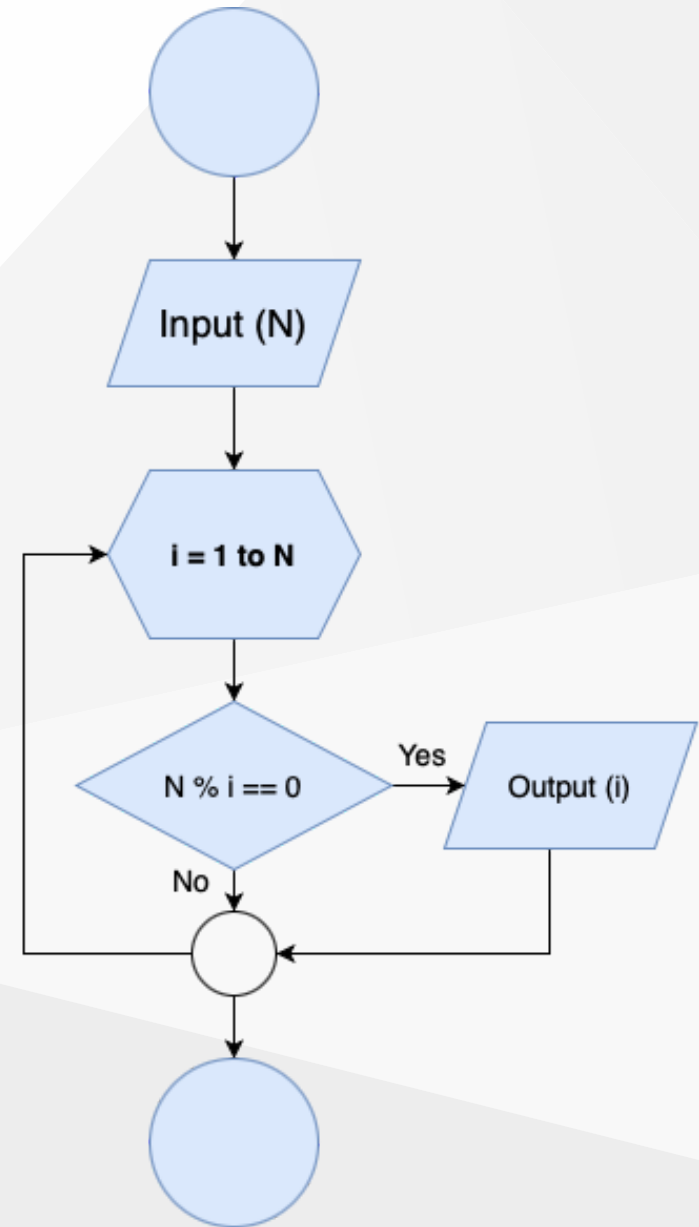 Input (N)
i = 1 to N
N % i == 0
Yes
Output (i)
No